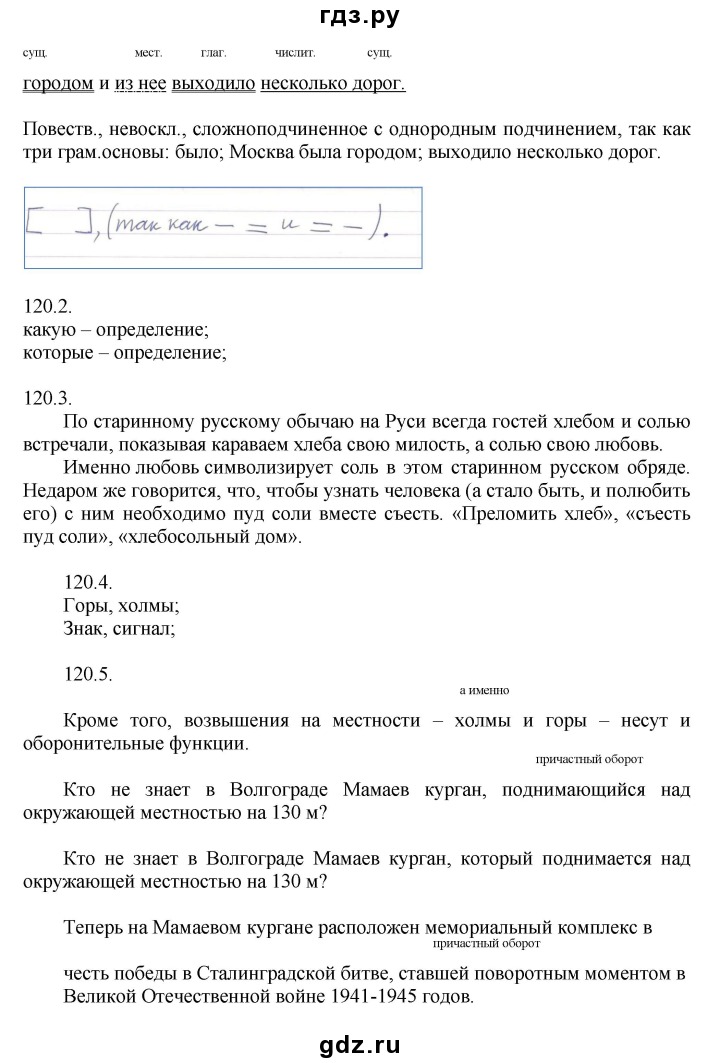 гдз.ру
сущ. мест. глаг. числит. сущ.
городом и из нее выходило несколько дорог.
Повеств., невоскл., сложноподчиненное с однородным подчинением, так как
три грам.основы: было; Москва была городом; выходило несколько дорог.
[ ], (так как — = и = —).
120.2.
какую – определение;
которые – определение;
120.3.
По старинному русскому обычаю на Руси всегда гостей хлебом и солью
встречали, показывая караваем хлеба свою милость, а солью свою любовь.
Именно любовь символизирует соль в этом старинном русском обряде.
Недаром же говорится, что, чтобы узнать человека (а стало быть, и полюбить
его) с ним необходимо пуд соли вместе съесть. «Преломить хлеб», «съесть
пуд соли», «хлебосольный дом».
120.4.
Горы, холмы;
Знак, сигнал;
120.5.
а именно
Кроме того, возвышения на местности – холмы и горы – несут и
оборонительные функции.
причастный оборот
Кто не знает в Волгограде Мамаев курган, поднимающийся над
окружающей местностью на 130 м?
Кто не знает в Волгограде Мамаев курган, который поднимается над
окружающей местностью на 130 м?
Теперь на Мамаевом кургане расположен мемориальный комплекс в
причастный оборот
честь победы в Сталинградской битве, ставшей поворотным моментом в
Великой Отечественной войне 1941-1945 годов.
gdz.ru